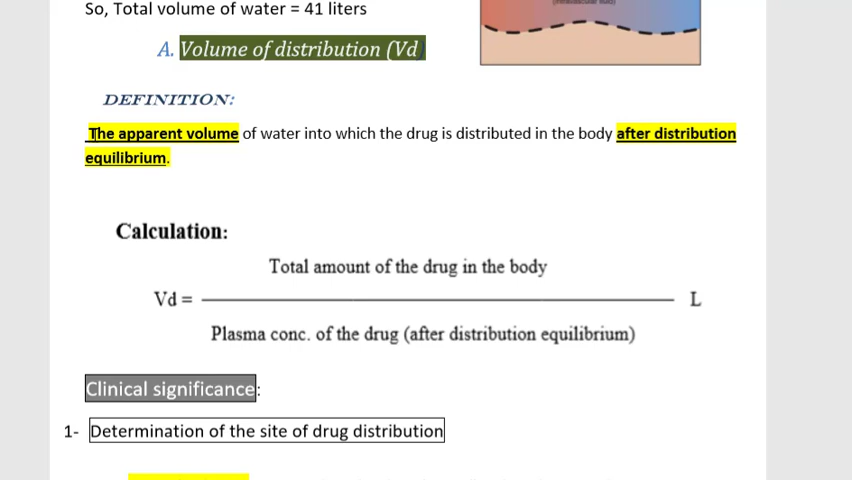 So, Total volume of water = 41 liters
A. Volume of distribution (Vd)
DEFINITION:
The apparent volume of water into which the drug is distributed in the body after distribution
equilibrium.
Calculation:
Total amount of the drug in the body
Vd = L
Plasma conc. of the drug (after distribution equilibrium)
Clinical significance:
1- Determination of the site of drug distribution